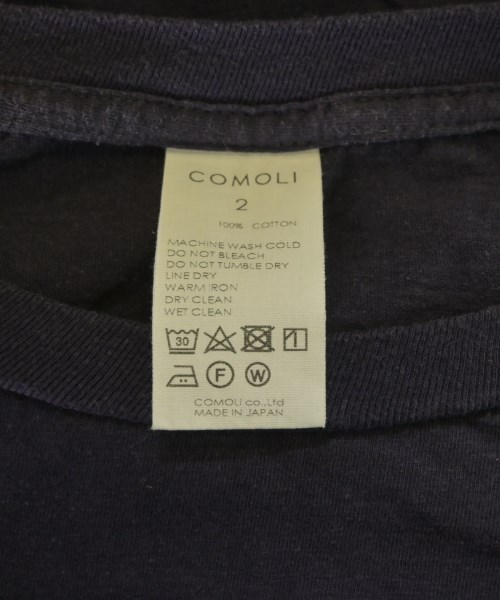 COMOLI
2
100% COTTON
MACHINE WASH COLD
DO NOT BLEACH
DO NOT TUMBLE DRY
LINE DRY
WARM IRON
DRY CLEAN
WET CLEAN
30
F W
COMOLI co.,Ltd
MADE IN JAPAN